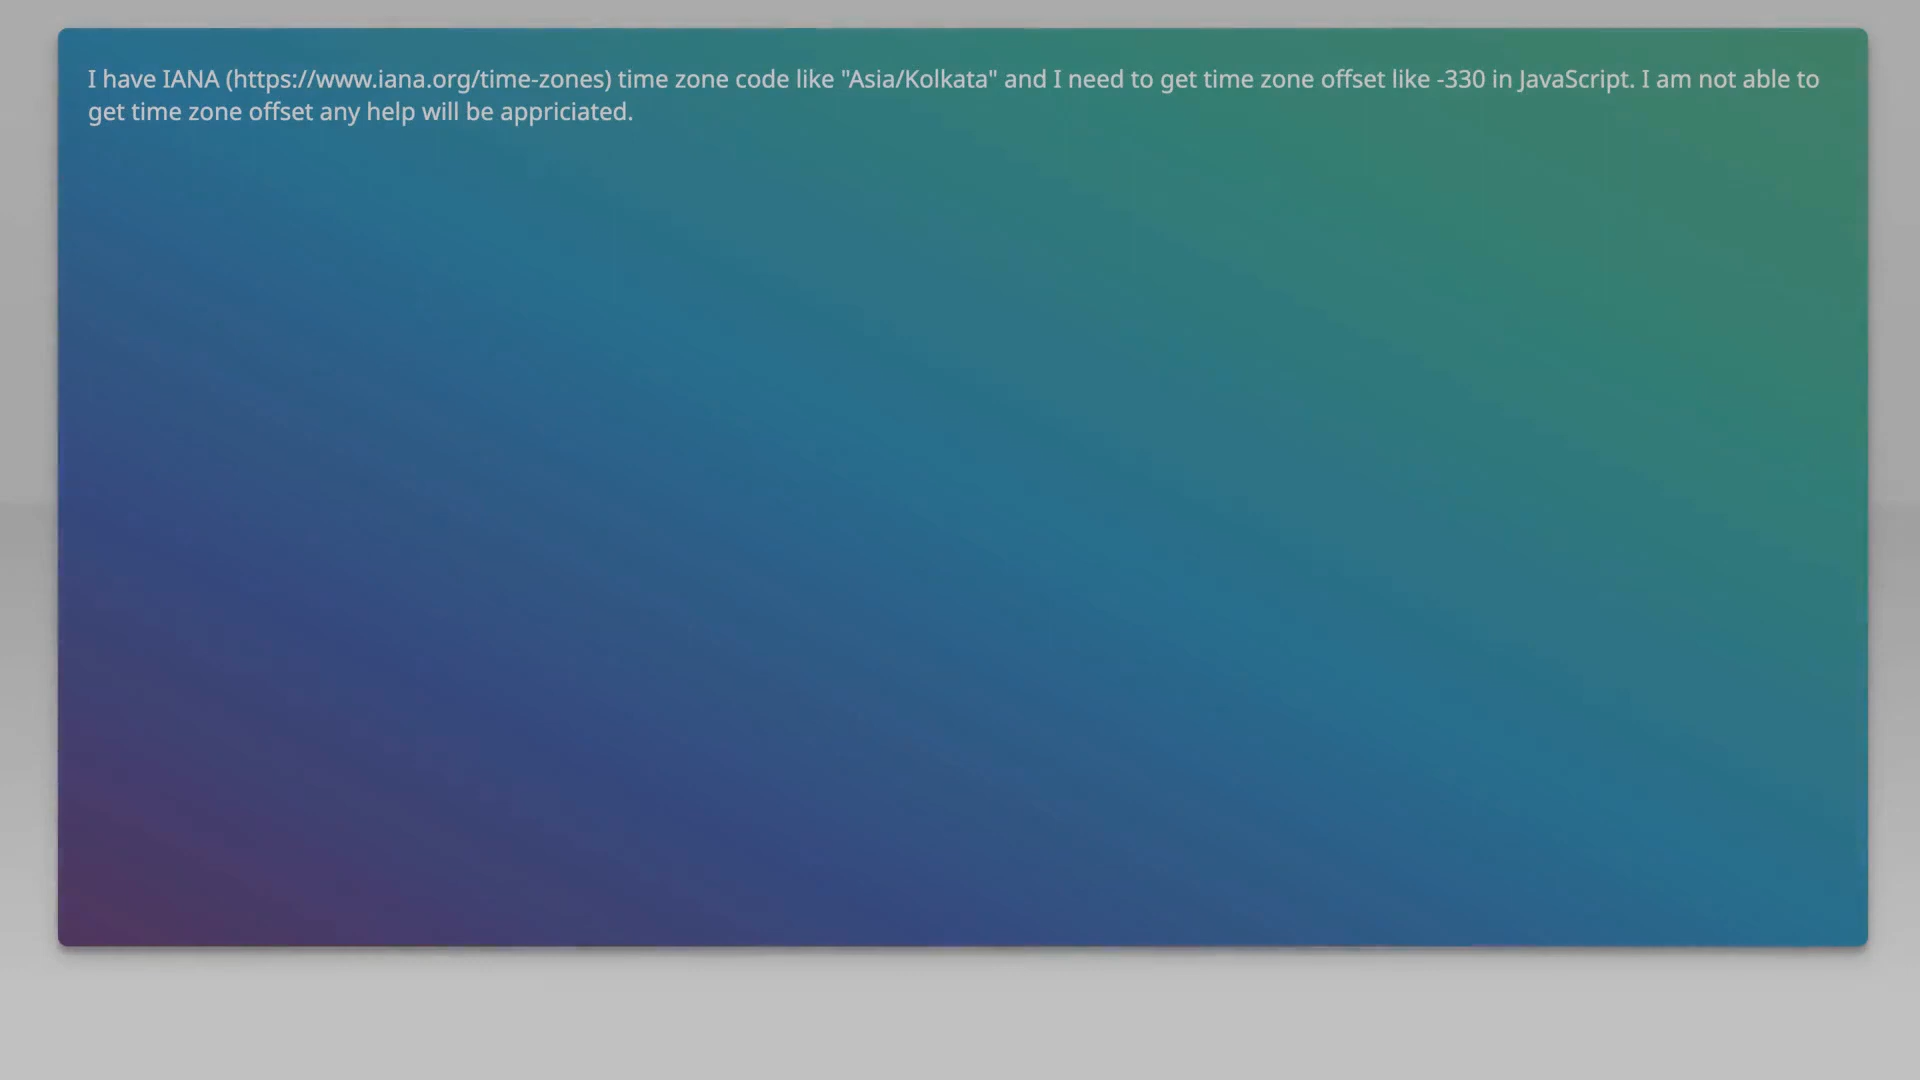 I have IANA (https://www.iana.org/time-zones) time zone code like "Asia/Kolkata" and I need to get time zone offset like -330 in JavaScript. I am not able to
get time zone offset any help will be appriciated.